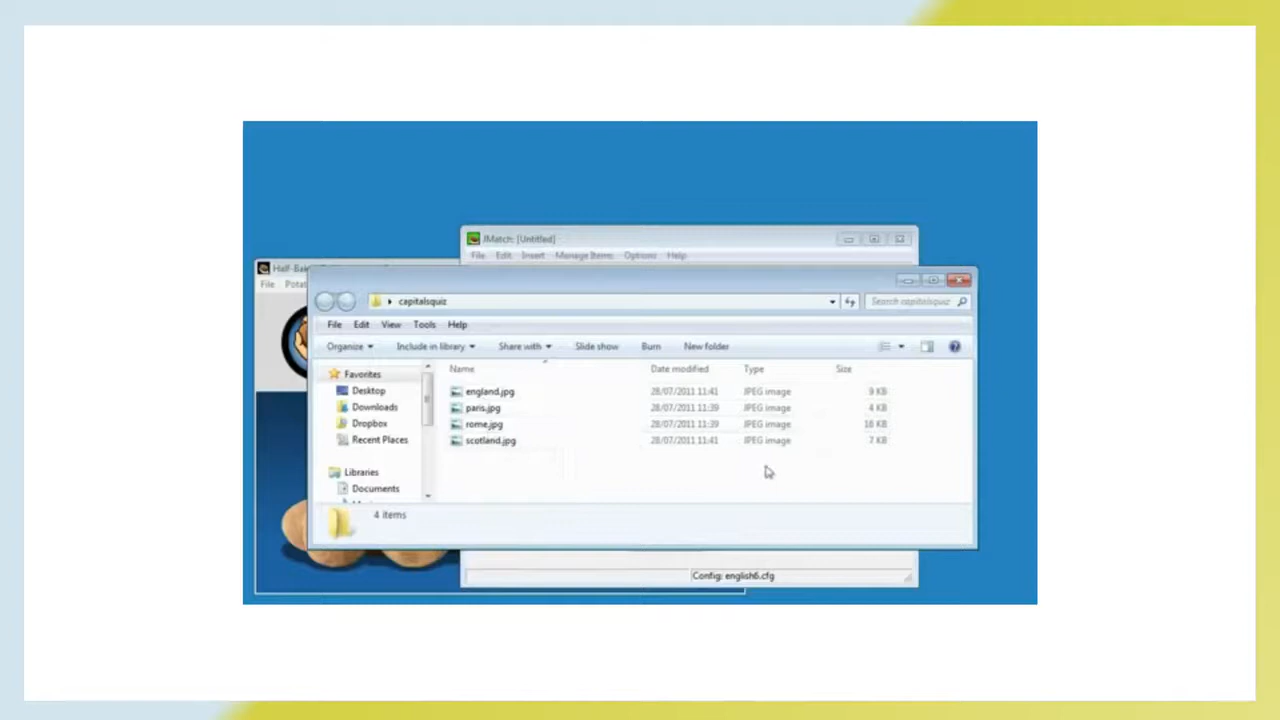 JMatch: [Untitled]
File Edit Insert Manage Items Options Help
File
capitalsquiz
Search capitalsquiz
File Edit View Tools Help
Organize Include in library Share with Slide show Burn New folder
Favorites
Desktop
Downloads
Dropbox
Recent Places
Libraries
Documents
Name Date modified Type Size
england.jpg 28/07/2011 11:41 JPEG image 9 KB
paris.jpg 28/07/2011 11:39 JPEG image 4 KB
rome.jpg 28/07/2011 11:39 JPEG image 16 KB
scotland.jpg 28/07/2011 11:41 JPEG image 7 KB
4 items
Config: english6.cfg